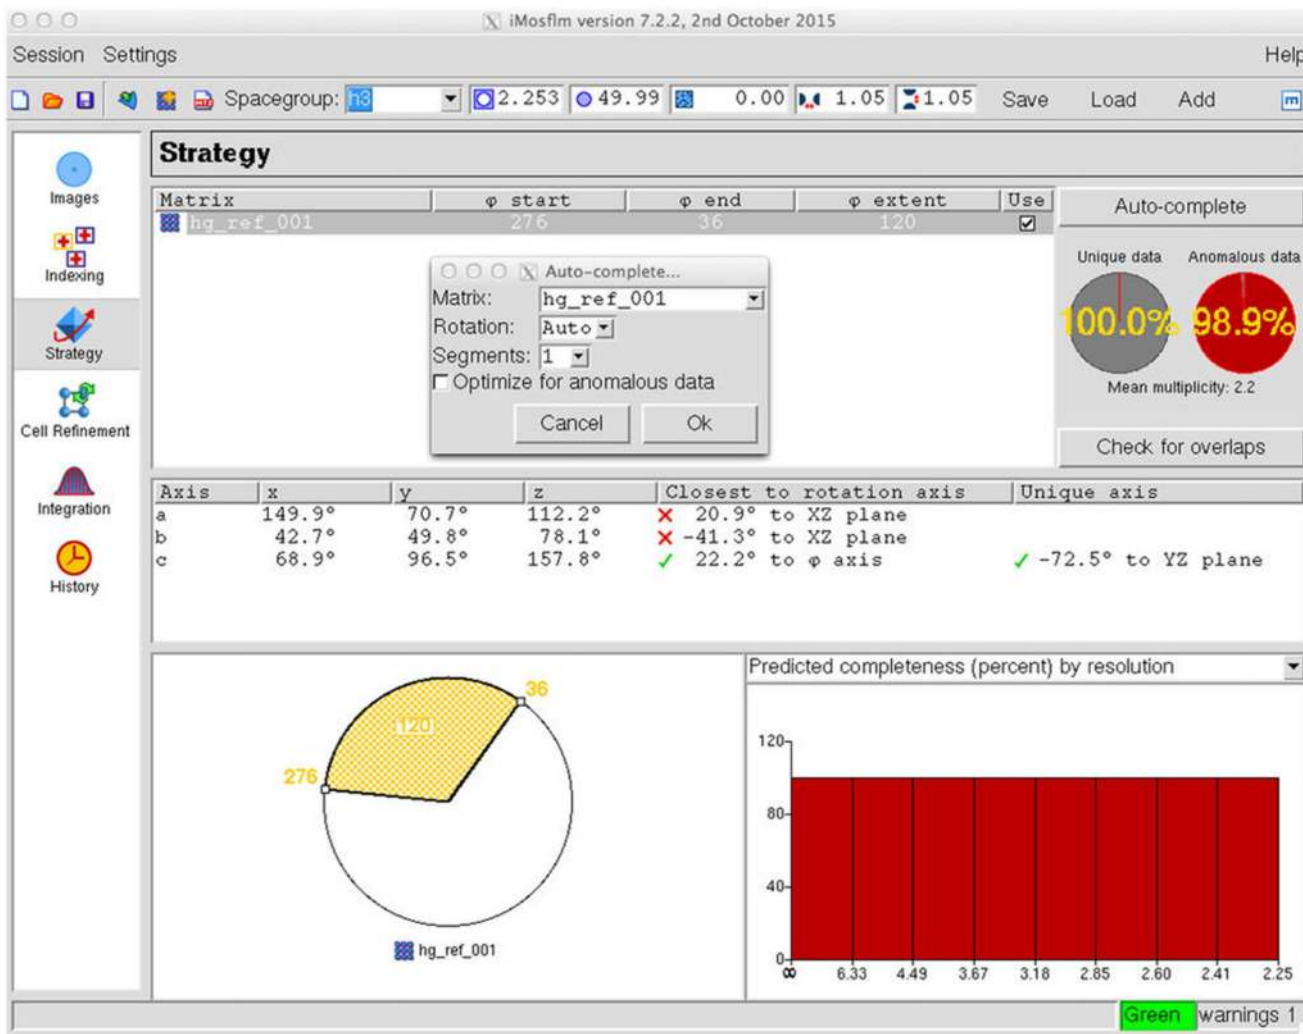 iMosflm version 7.2.2, 2nd October 2015
Session Settings Help
Spacegroup: h3 2.253 49.99 0.00 1.05 1.05 Save Load Add m
Images
Indexing
Strategy
Cell Refinement
Integration
History
Strategy
Matrix φ start φ end φ extent Use
hg_ref_001 276 36 120
Auto-complete
Unique data Anomalous data
100.0% 98.9%
Mean multiplicity: 2.2
Check for overlaps
Auto-complete...
Matrix: hg_ref_001
Rotation: Auto
Segments: 1
Optimize for anomalous data
Cancel Ok
Axis x y z Closest to rotation axis Unique axis
a 149.9° 70.7° 112.2° 20.9° to XZ plane
b 42.7° 49.8° 78.1° -41.3° to XZ plane
c 68.9° 96.5° 157.8° 22.2° to φ axis -72.5° to YZ plane
36
120
276
hg_ref_001
Predicted completeness (percent) by resolution
120
80
40
0
∞ 6.33 4.49 3.67 3.18 2.85 2.60 2.41 2.25
Green warnings 1